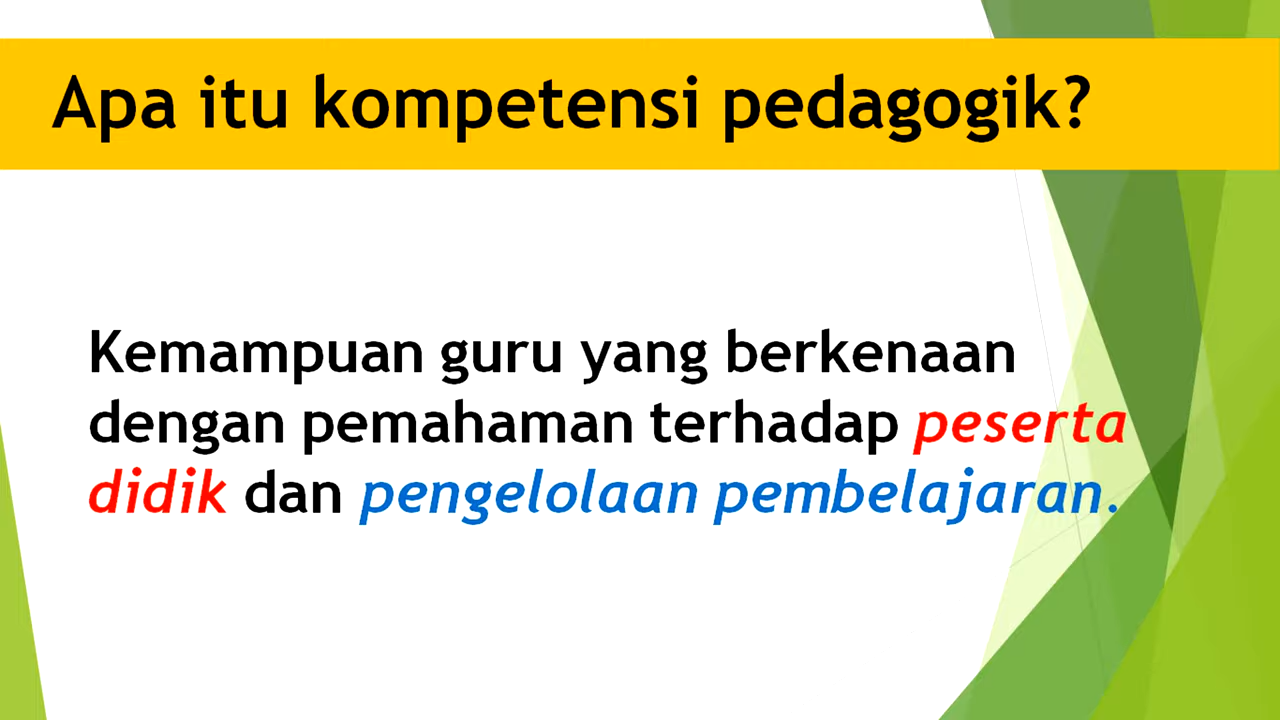 Apa itu kompetensi pedagogik?
Kemampuan guru yang berkenaan
dengan pemahaman terhadap peserta
didik dan pengelolaan pembelajaran.